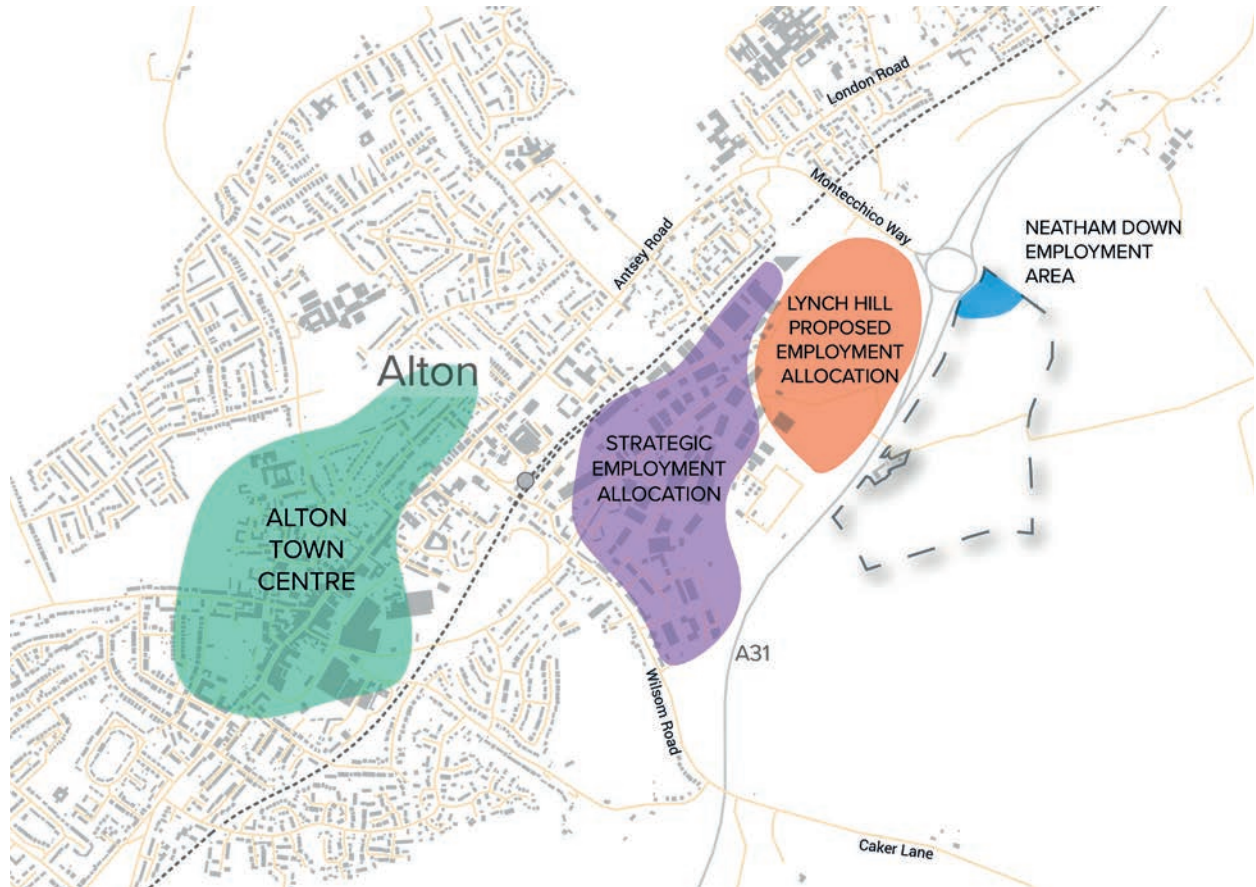 London Road
Montecchico Way
NEATHAM DOWN
EMPLOYMENT
AREA
Antsey Road
LYNCH HILL
PROPOSED
EMPLOYMENT
ALLOCATION
Alton
STRATEGIC
EMPLOYMENT
ALLOCATION
ALTON
TOWN
CENTRE
A31
Wilsom Road
Caker Lane